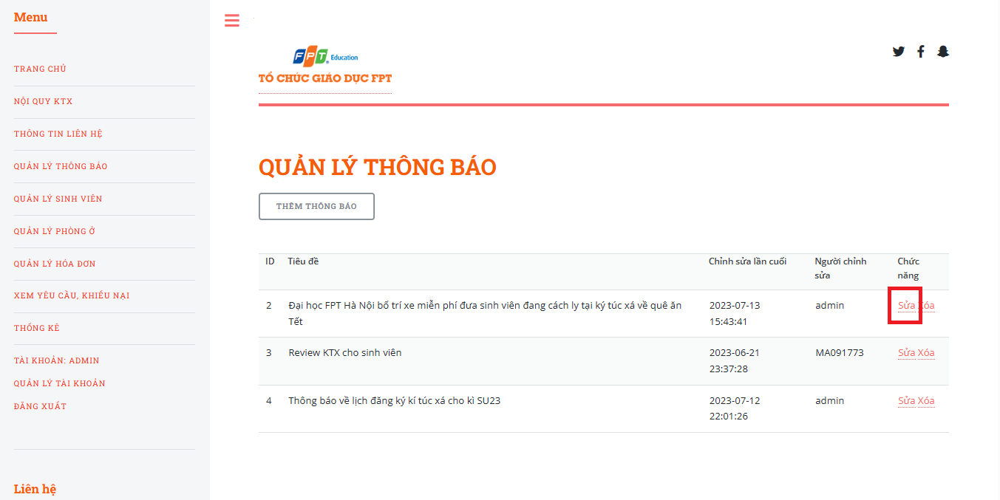 Menu
TRANG CHỦ
NỘI QUY KTX
THÔNG TIN LIÊN HỆ
QUẢN LÝ THÔNG BÁO
QUẢN LÝ SINH VIÊN
QUẢN LÝ PHÒNG Ở
QUẢN LÝ HÓA ĐƠN
XEM YÊU CẦU, KHIẾU NẠI
THỐNG KÊ
TÀI KHOẢN: ADMIN
QUẢN LÝ TÀI KHOẢN
ĐĂNG XUẤT
Liên hệ
FPT Education
TỔ CHỨC GIÁO DỤC FPT
QUẢN LÝ THÔNG BÁO
THÊM THÔNG BÁO
ID Tiêu đề Chỉnh sửa lần cuối Người chỉnh Chức
sửa năng
2 Đại học FPT Hà Nội bố trí xe miễn phí đưa sinh viên đang cách ly tại ký túc xá về quê ăn 2023-07-13 admin Sửa Xóa
Tết 15:43:41
3 Review KTX cho sinh viên 2023-06-21 MA091773 Sửa Xóa
23:37:28
4 Thông báo về lịch đăng ký kí túc xá cho kì SU23 2023-07-12 admin Sửa Xóa
22:01:26